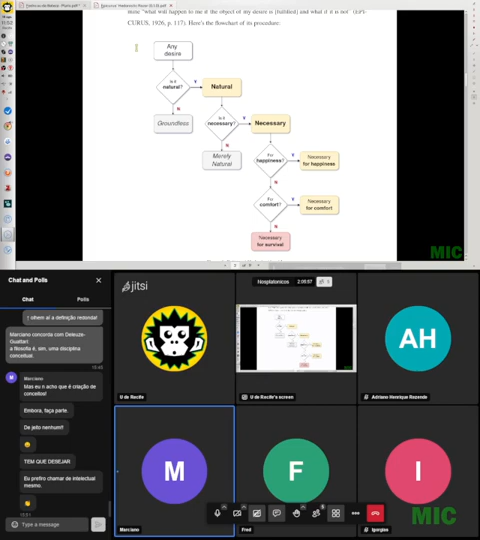 mine "what will happen to me if the object of my desire is [fulfilled] and what if it is not" (EPI-
CURUS, 1926, p. 117). Here's the flowchart of its procedure:
Any
desire
Is it
natural?
Y
Natural
N
Groundless
Is it
necessary?
Y
Necessary
N
Merely
Natural
For
happiness?
Y
Necessary
for happiness
N
For
comfort?
Y
Necessary
for comfort
N
Necessary
for survival
MIC
Chat and Polls
Chat
Polls
! olhem aí a definição redonda!
Marciano concorda com Deleuze-
Guattari:
a filosofia é, sim, uma disciplina
conceitual.
Marciano
Mas eu n acho que é criação de
conceitos!
Embora, faça parte.
De jeito nenhum!!
TEM QUE DESEJAR
Eu prefiro chamar de intelectual
mesmo.
Type a message
jitsi
Neoplatonicos
U de Recife
U de Recife's screen
AH
Adriano Henrique Rezende
M
Marciano
F
Fred
I
MIC